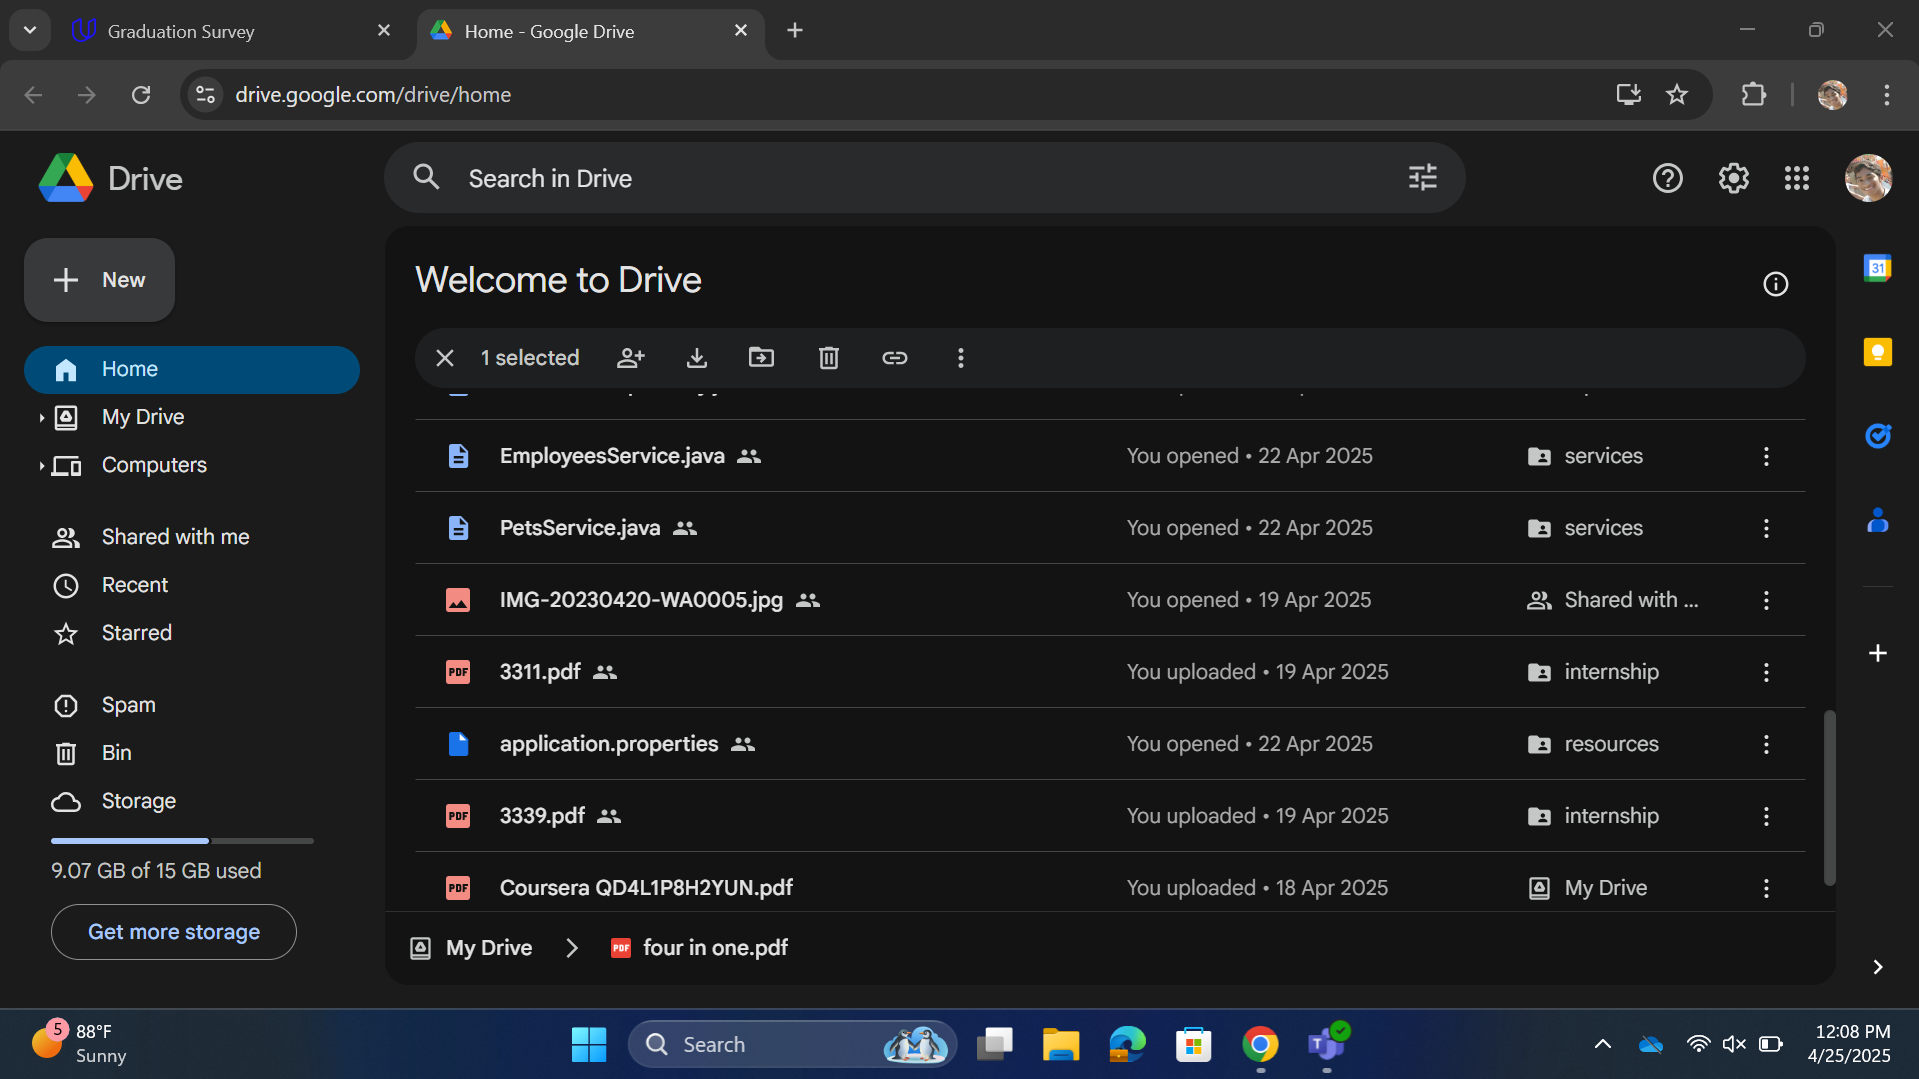 Graduation Survey
Home - Google Drive
drive.google.com/drive/home
Drive
Search in Drive
New
Welcome to Drive
1 selected
Home
My Drive
Computers
Shared with me
Recent
Starred
Spam
Bin
Storage
9.07 GB of 15 GB used
Get more storage
EmployeesService.java You opened • 22 Apr 2025 services
PetsService.java You opened • 22 Apr 2025 services
IMG-20230420-WA0005.jpg You opened • 19 Apr 2025 Shared with ...
PDF 3311.pdf You uploaded • 19 Apr 2025 internship
application.properties You opened • 22 Apr 2025 resources
PDF 3339.pdf You uploaded • 19 Apr 2025 internship
PDF Coursera QD4L1P8H2YUN.pdf You uploaded • 18 Apr 2025 My Drive
My Drive PDF four in one.pdf
31
5 88°F
Sunny
Search
T
12:08 PM
4/25/2025